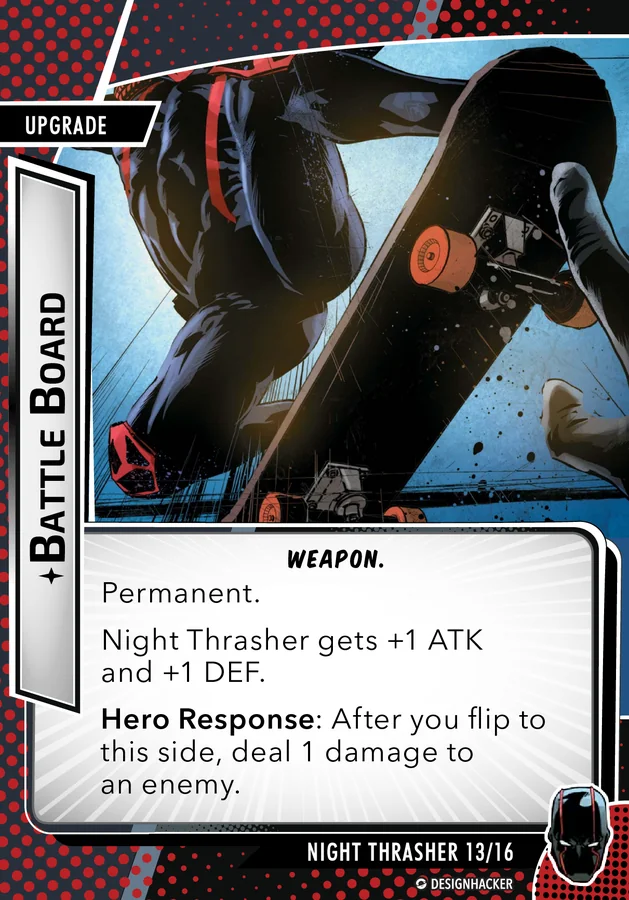 UPGRADE
BATTLE BOARD
WEAPON.
Permanent.
Night Thrasher gets +1 ATK
and +1 DEF.
Hero Response: After you flip to
this side, deal 1 damage to
an enemy.
NIGHT THRASHER 13/16
DESIGNHACKER